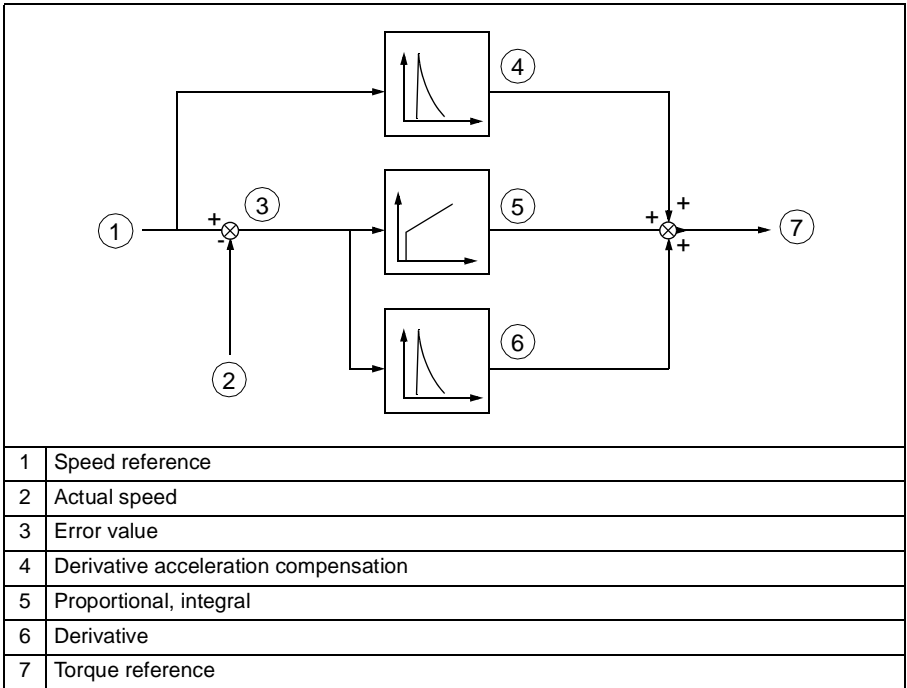 4
+
3
5
+
+
1
-
+
7
6
2
1 Speed reference
2 Actual speed
3 Error value
4 Derivative acceleration compensation
5 Proportional, integral
6 Derivative
7 Torque reference